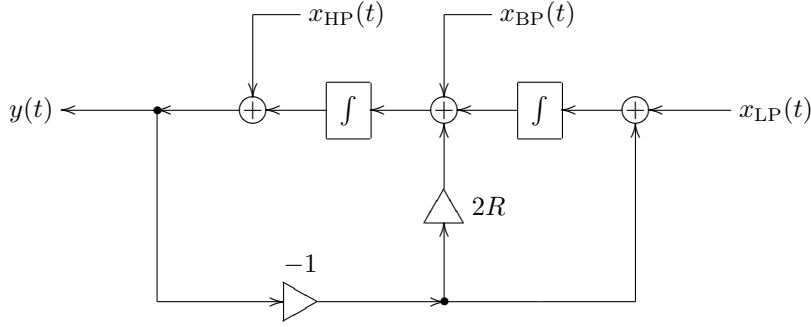 x_HP(t) x_BP(t)
y(t) + ∫ + ∫ + x_LP(t)
2R
−1